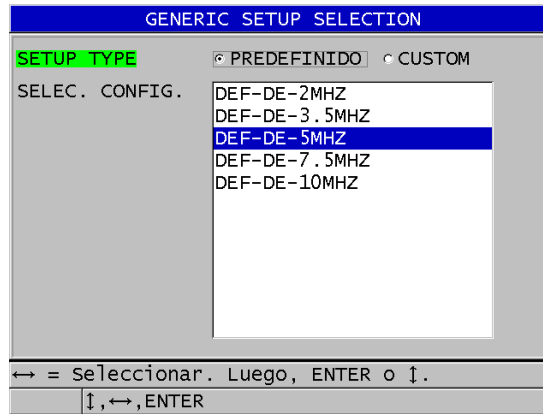 GENERIC SETUP SELECTION
SETUP TYPE PREDEFINIDO CUSTOM
SELEC. CONFIG.
DEF-DE-2MHZ
DEF-DE-3.5MHZ
DEF-DE-5MHZ
DEF-DE-7.5MHZ
DEF-DE-10MHZ
↔ = Seleccionar. Luego, ENTER o ↕.
↕,↔,ENTER